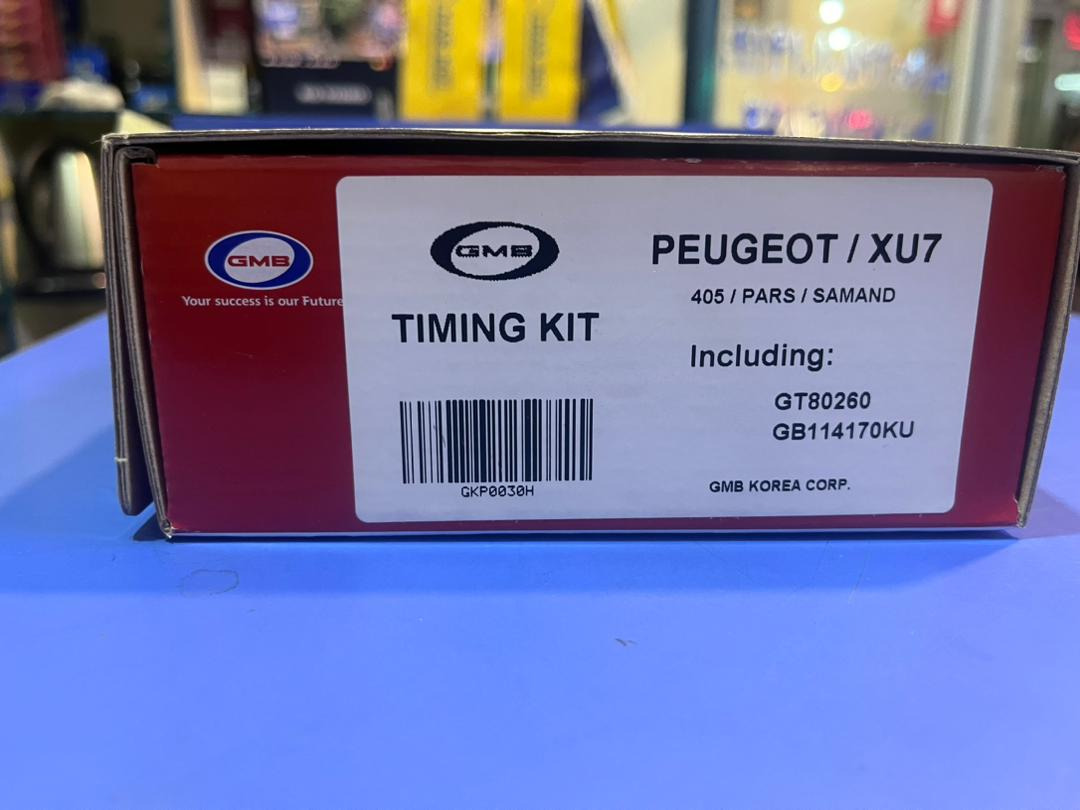 GMB
Your success is our Future
GMB
TIMING KIT
GKP0030H
PEUGEOT / XU7
405 / PARS / SAMAND
Including:
GT80260
GB114170KU
GMB KOREA CORP.